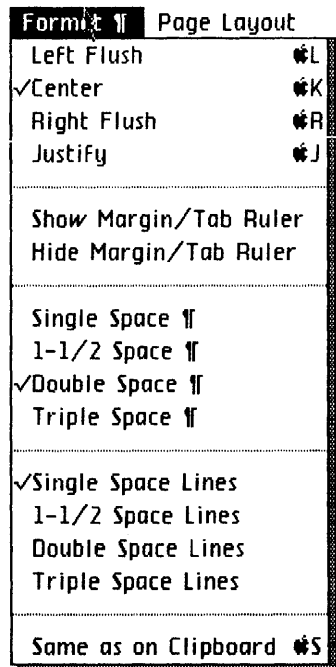 Format ¶ Page Layout
Left Flush L
✓Center K
Right Flush R
Justify J
Show Margin/Tab Ruler
Hide Margin/Tab Ruler
Single Space ¶
1-1/2 Space ¶
✓Double Space ¶
Triple Space ¶
✓Single Space Lines
1-1/2 Space Lines
Double Space Lines
Triple Space Lines
Same as on Clipboard S